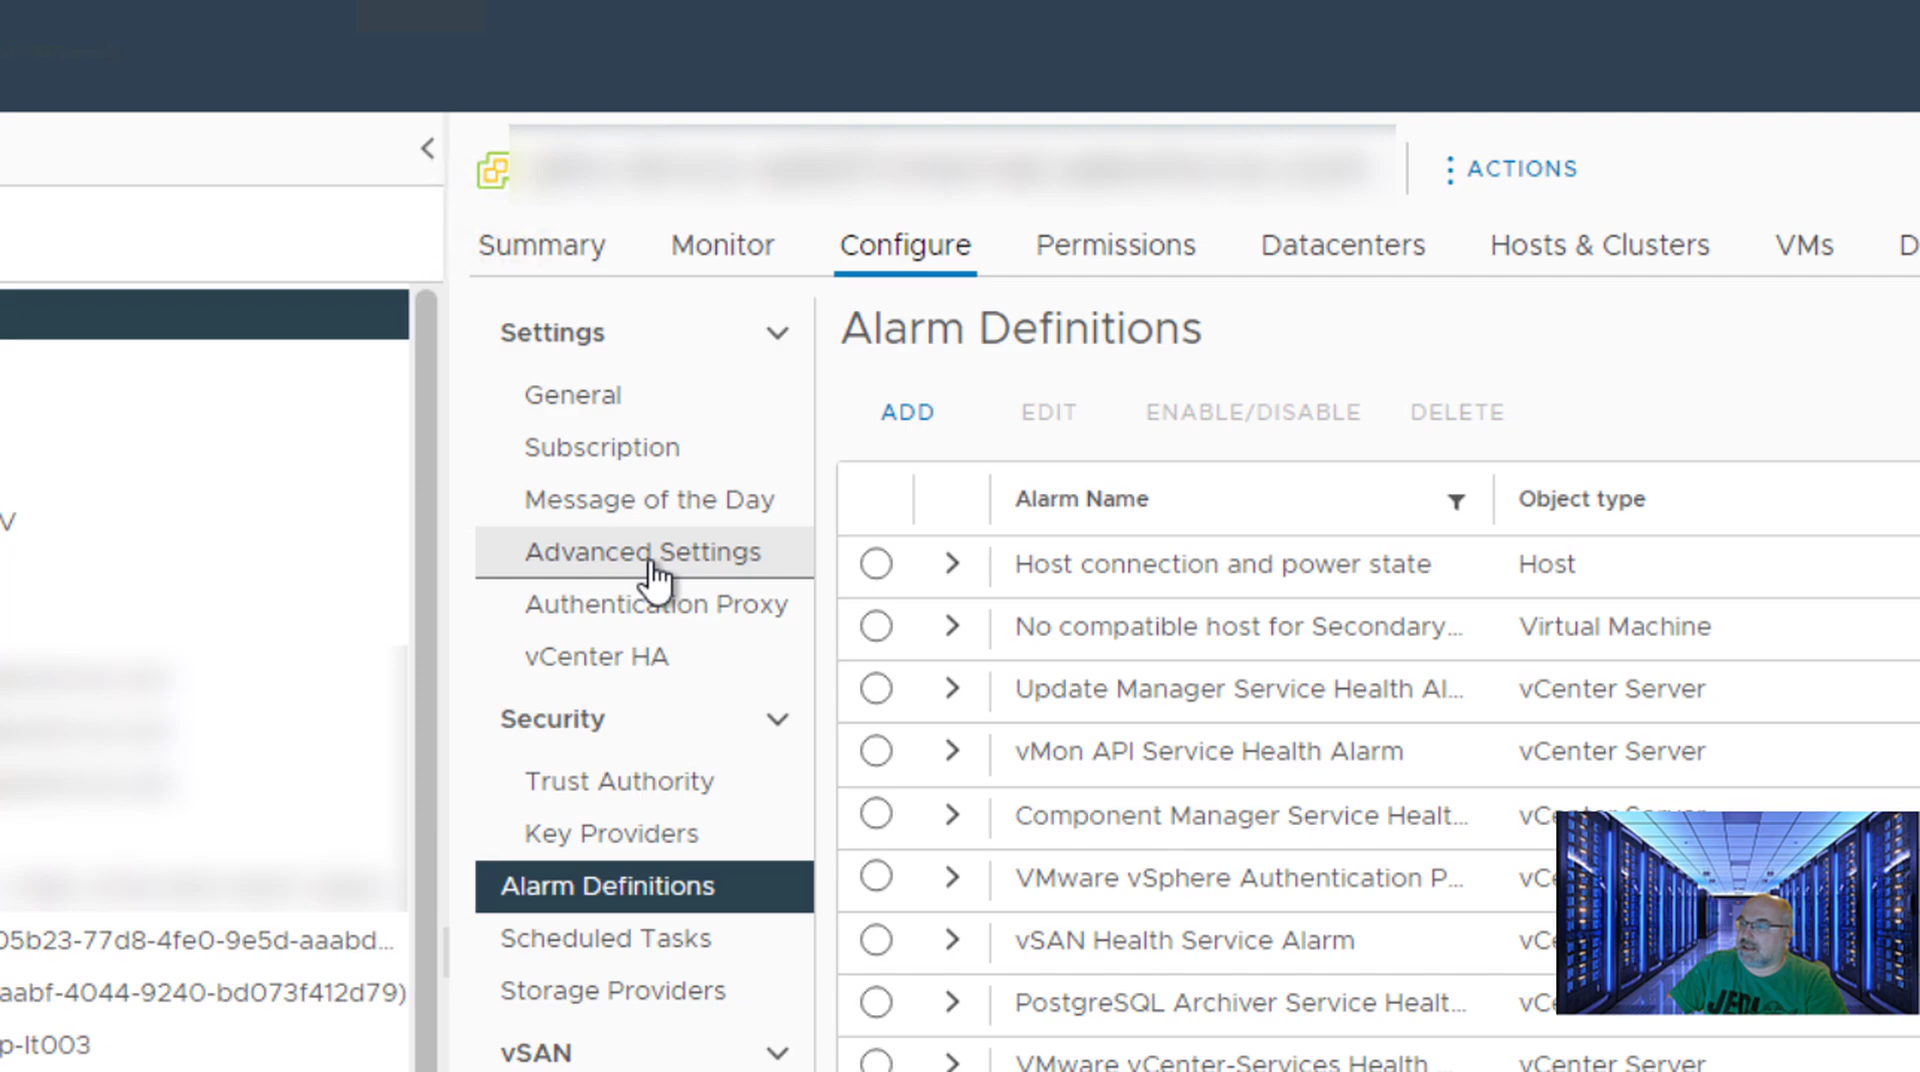 ACTIONS
Summary Monitor Configure Permissions Datacenters Hosts & Clusters VMs D
Settings
General
Subscription
Message of the Day
Advanced Settings
Authentication Proxy
vCenter HA
Security
Trust Authority
Key Providers
Alarm Definitions
Scheduled Tasks
Storage Providers
vSAN
Alarm Definitions
ADD EDIT ENABLE/DISABLE DELETE
Alarm Name Object type
Host connection and power state Host
No compatible host for Secondary... Virtual Machine
Update Manager Service Health Al... vCenter Server
vMon API Service Health Alarm vCenter Server
Component Manager Service Healt...
VMware vSphere Authentication P... vCe
vSAN Health Service Alarm vCe
PostgreSQL Archiver Service Healt... vCe
VMware vCenter-Services Health ... vCenter Server
V
05b23-77d8-4fe0-9e5d-aaabd...
aabf-4044-9240-bd073f412d79)
p-lt003
JEDI